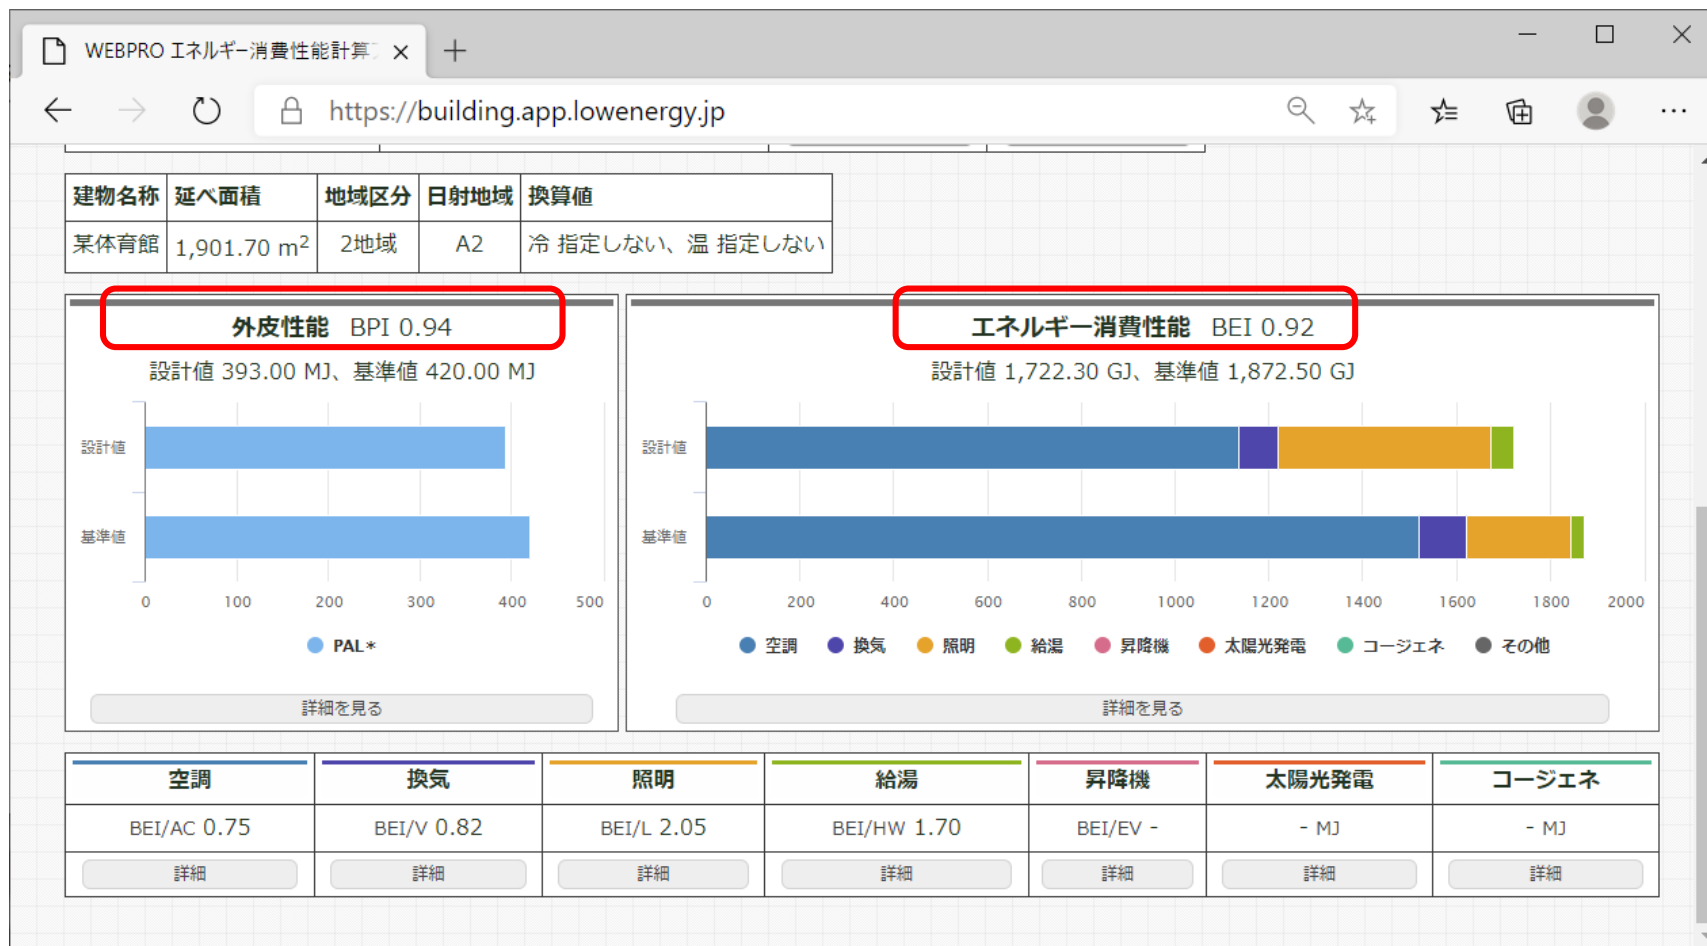 WEBPRO エネルギー消費性能計算
https://building.app.lowenergy.jp
建物名称 延べ面積 地域区分 日射地域 換算値
某体育館 1,901.70 m² 2地域 A2 冷 指定しない、温 指定しない
外皮性能 BPI 0.94
設計値 393.00 MJ、基準値 420.00 MJ
設計値
基準値
0 100 200 300 400 500
PAL*
詳細を見る
エネルギー消費性能 BEI 0.92
設計値 1,722.30 GJ、基準値 1,872.50 GJ
設計値
基準値
0 200 400 600 800 1000 1200 1400 1600 1800 2000
空調 換気 照明 給湯 昇降機 太陽光発電 コージェネ その他
詳細を見る
空調 換気 照明 給湯 昇降機 太陽光発電 コージェネ
BEI/AC 0.75 BEI/V 0.82 BEI/L 2.05 BEI/HW 1.70 BEI/EV - - MJ - MJ
詳細 詳細 詳細 詳細 詳細 詳細 詳細